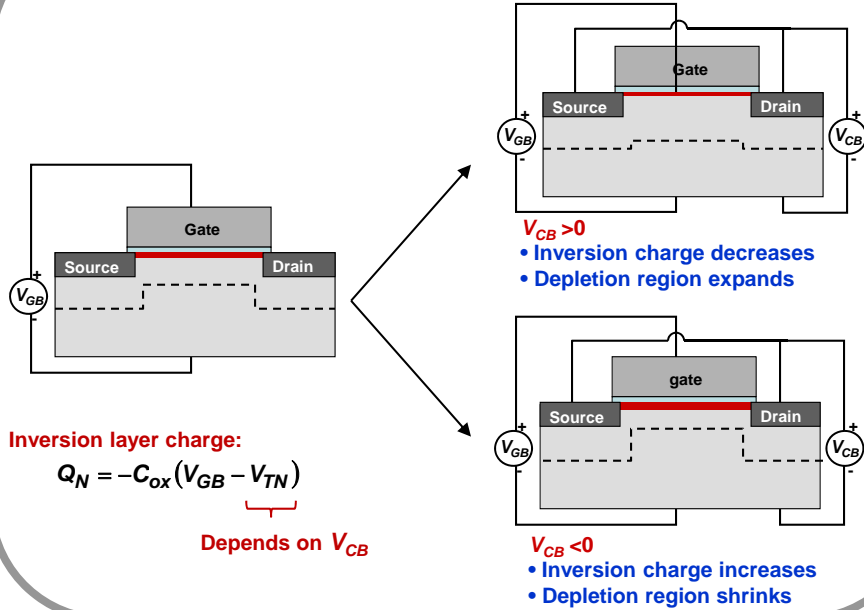 Gate
Source
Drain
+
V_GB
-
Inversion layer charge:
Q_N = −C_ox (V_GB − V_TN)
Depends on V_CB
Gate
Source
Drain
+
V_GB
-
+
V_CB
-
V_CB >0
• Inversion charge decreases
• Depletion region expands
gate
Source
Drain
+
V_GB
-
+
V_CB
-
V_CB <0
• Inversion charge increases
• Depletion region shrinks